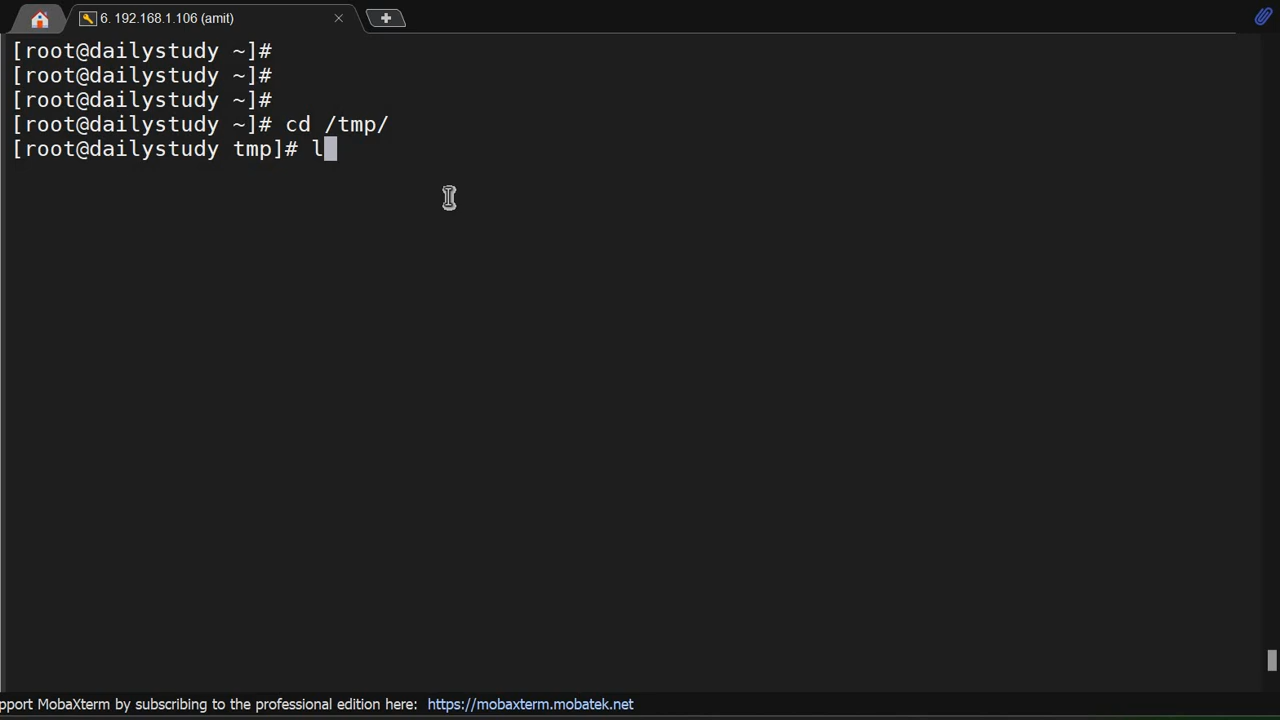 6. 192.168.1.106 (amit)
[root@dailystudy ~]#
[root@dailystudy ~]#
[root@dailystudy ~]#
[root@dailystudy ~]# cd /tmp/
[root@dailystudy tmp]# l
pport MobaXterm by subscribing to the professional edition here: https://mobaxterm.mobatek.net